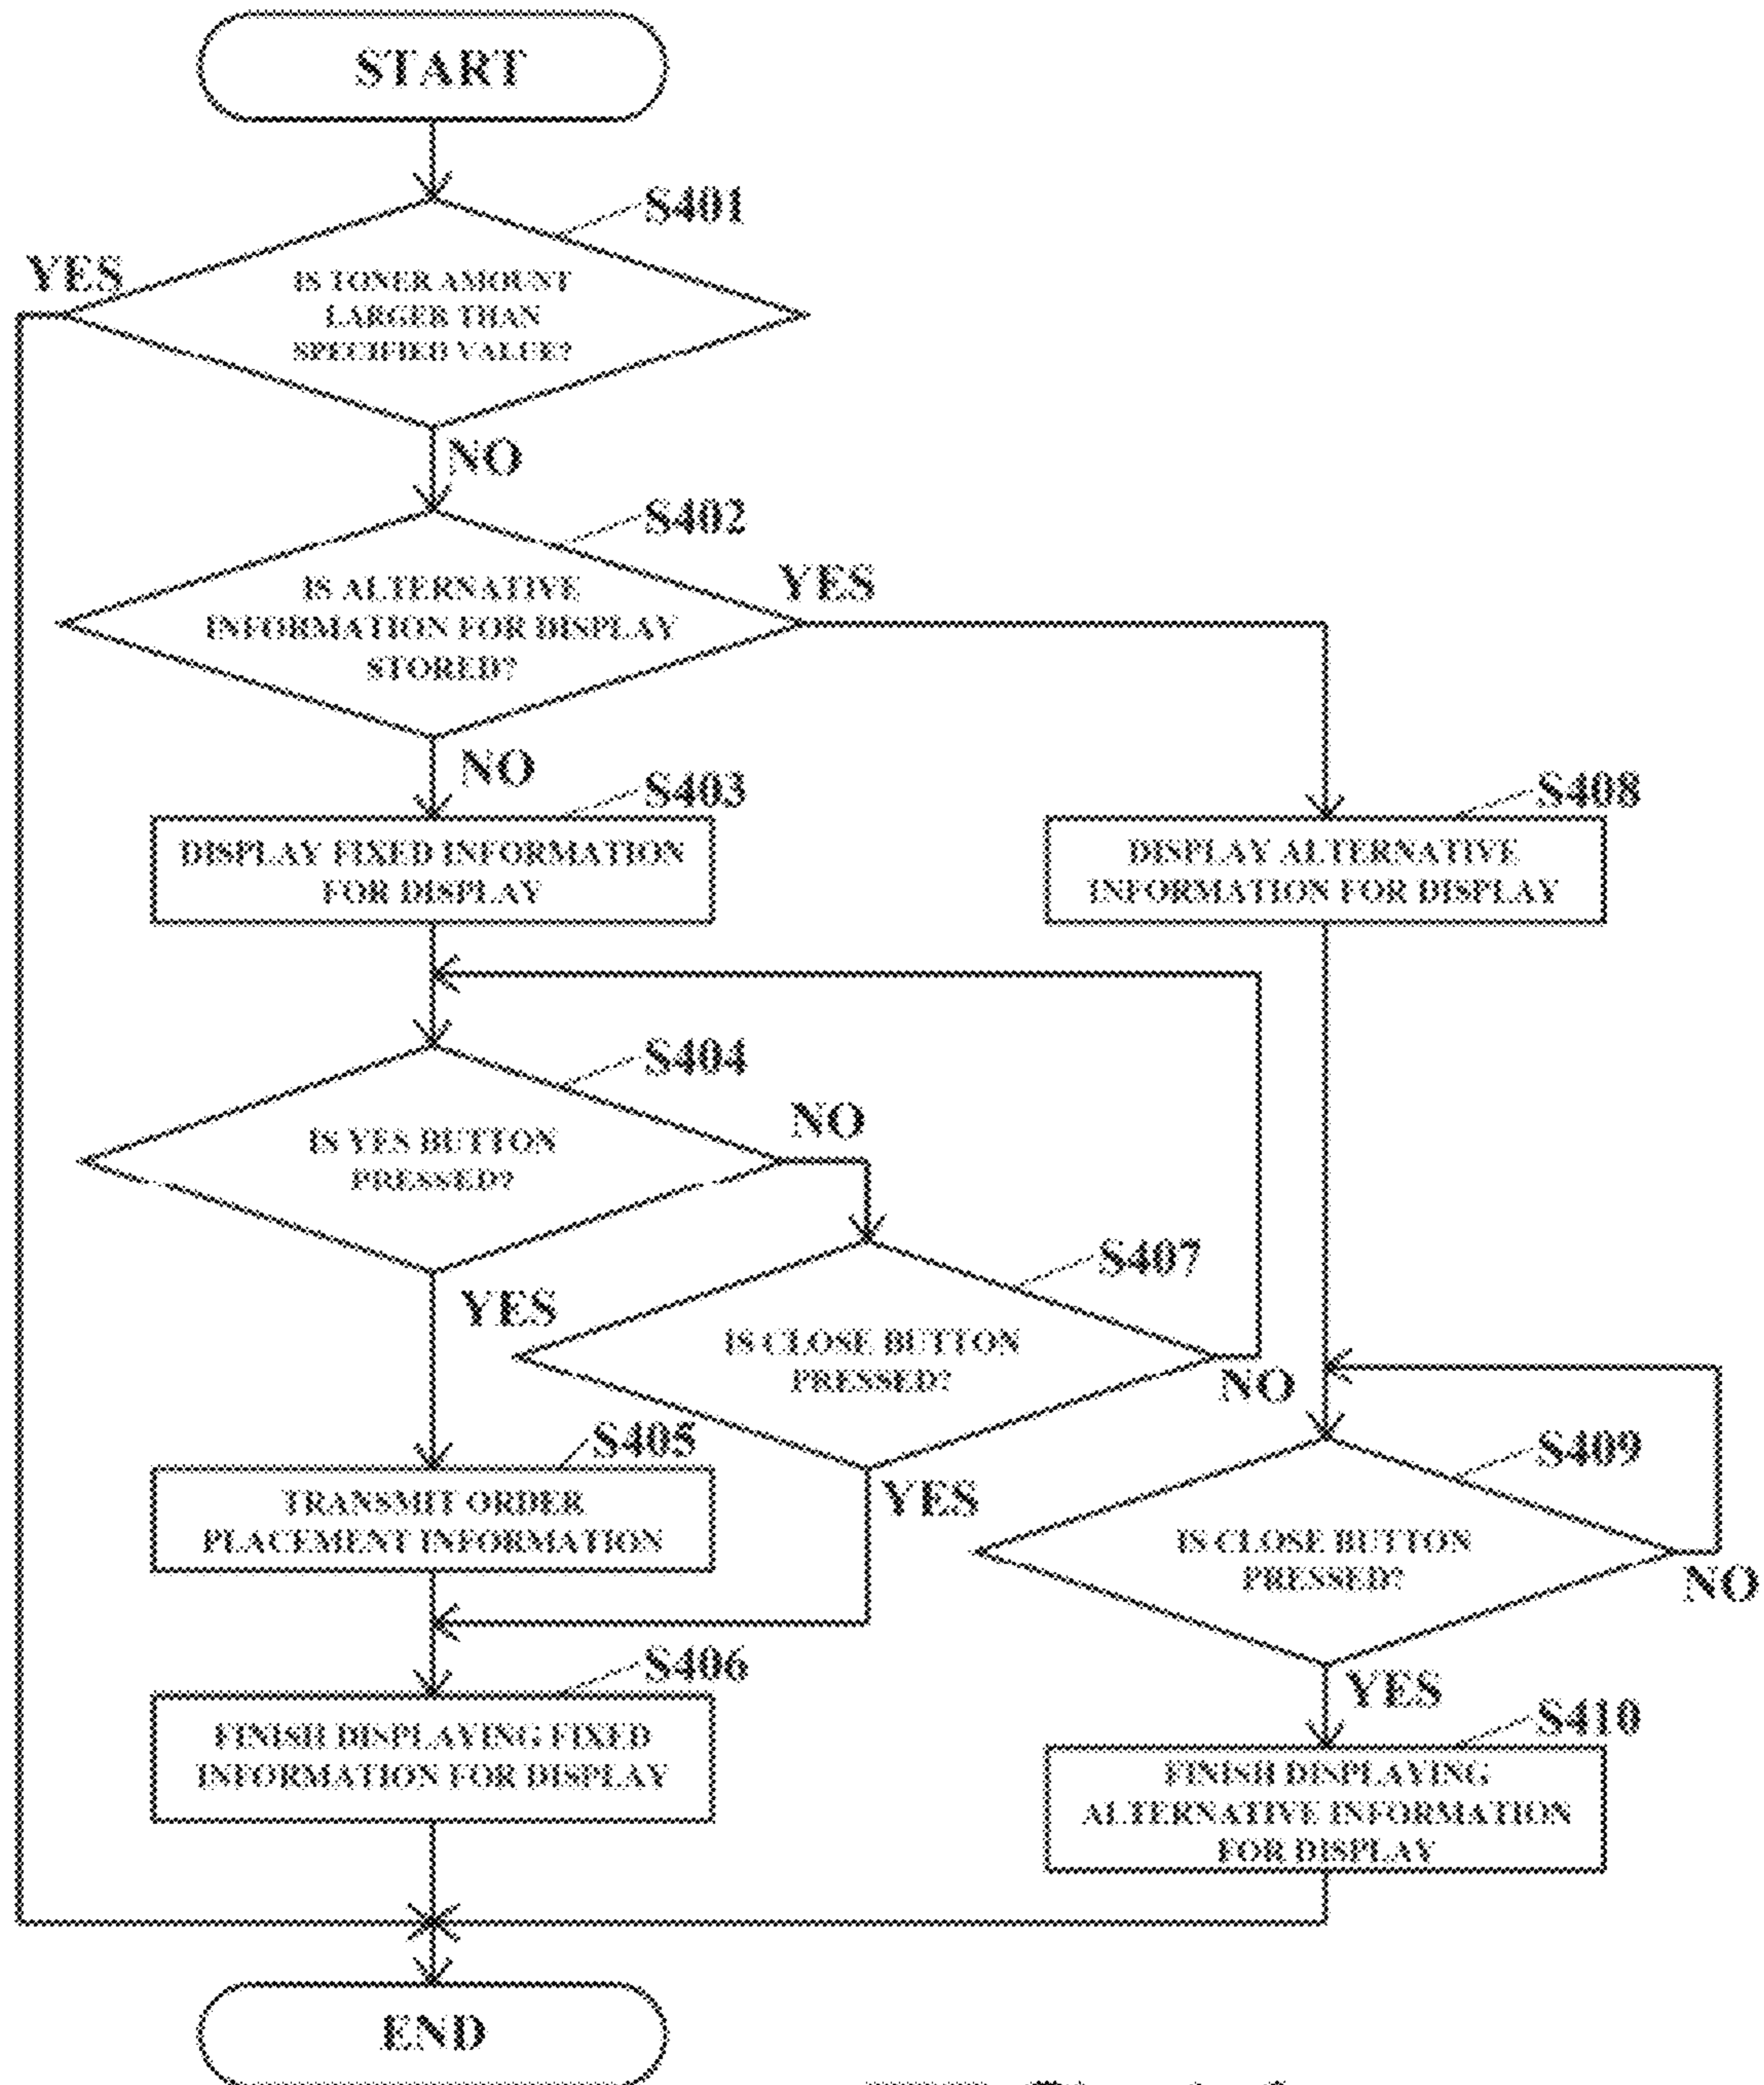 START
S401
YES
IS TONER AMOUNT
LARGER THAN
SPECIFIED VALUE?
NO
S402
YES
IS ALTERNATIVE
INFORMATION FOR DISPLAY
STORED?
NO
S403
DISPLAY FIXED INFORMATION
FOR DISPLAY
S408
DISPLAY ALTERNATIVE
INFORMATION FOR DISPLAY
S404
NO
IS YES BUTTON
PRESSED?
YES
S407
IS CLOSE BUTTON
PRESSED?
NO
YES
S405
TRANSMIT ORDER
PLACEMENT INFORMATION
S409
IS CLOSE BUTTON
PRESSED?
NO
YES
S406
FINISH DISPLAYING FIXED
INFORMATION FOR DISPLAY
S410
FINISH DISPLAYING
ALTERNATIVE INFORMATION
FOR DISPLAY
END